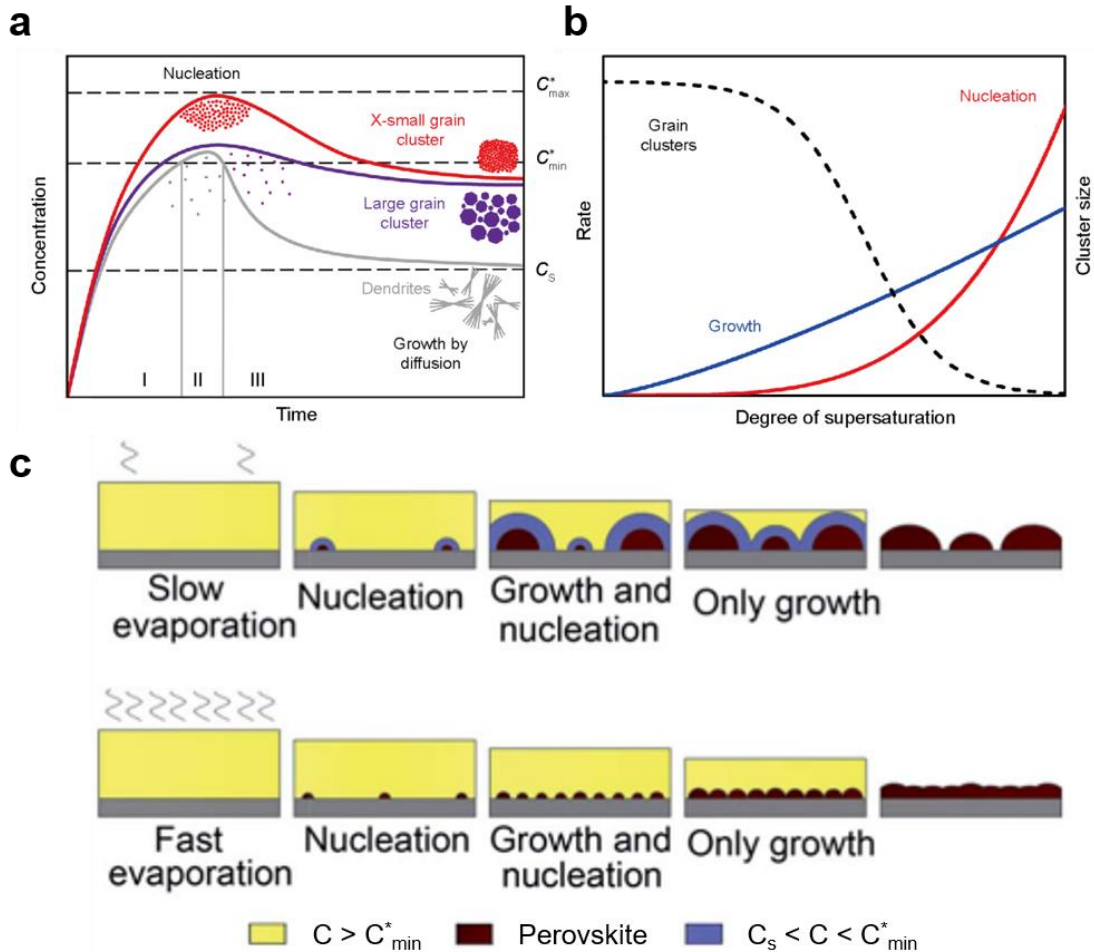 a
Nucleation
C*max
X-small grain
cluster
C*min
Large grain
cluster
Cs
Dendrites
Growth by
diffusion
I II III
Concentration
Time
b
Nucleation
Grain
clusters
Growth
Rate
Cluster size
Degree of supersaturation
c
Slow
evaporation
Nucleation
Growth and
nucleation
Only growth
Fast
evaporation
Nucleation
Growth and
nucleation
Only growth
C > C*min
Perovskite
Cs < C < C*min